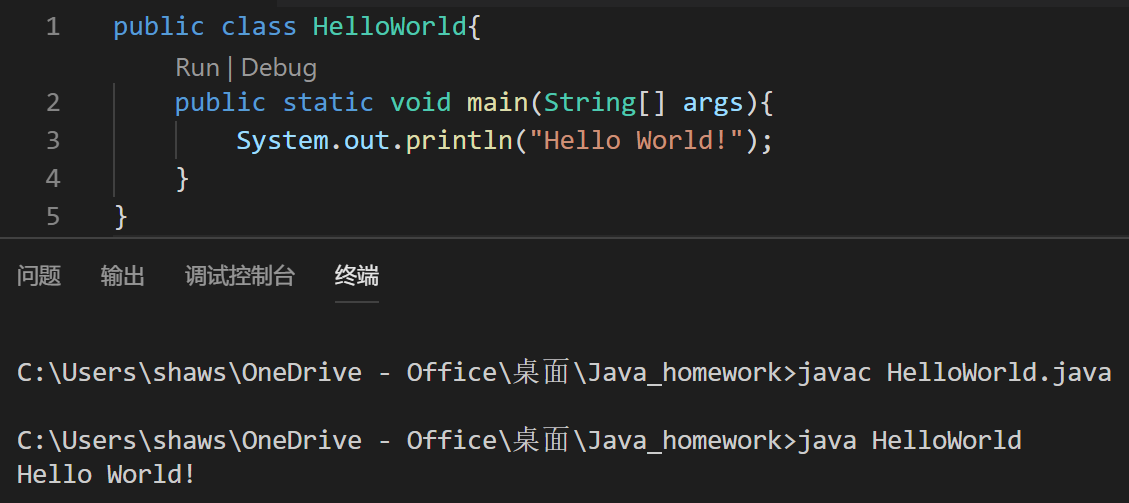 1 public class HelloWorld{
Run | Debug
2 public static void main(String[] args){
3 System.out.println("Hello World!");
4 }
5 }
问题 输出 调试控制台 终端
C:\Users\shaws\OneDrive - Office\桌面\Java_homework>javac HelloWorld.java
C:\Users\shaws\OneDrive - Office\桌面\Java_homework>java HelloWorld
Hello World!